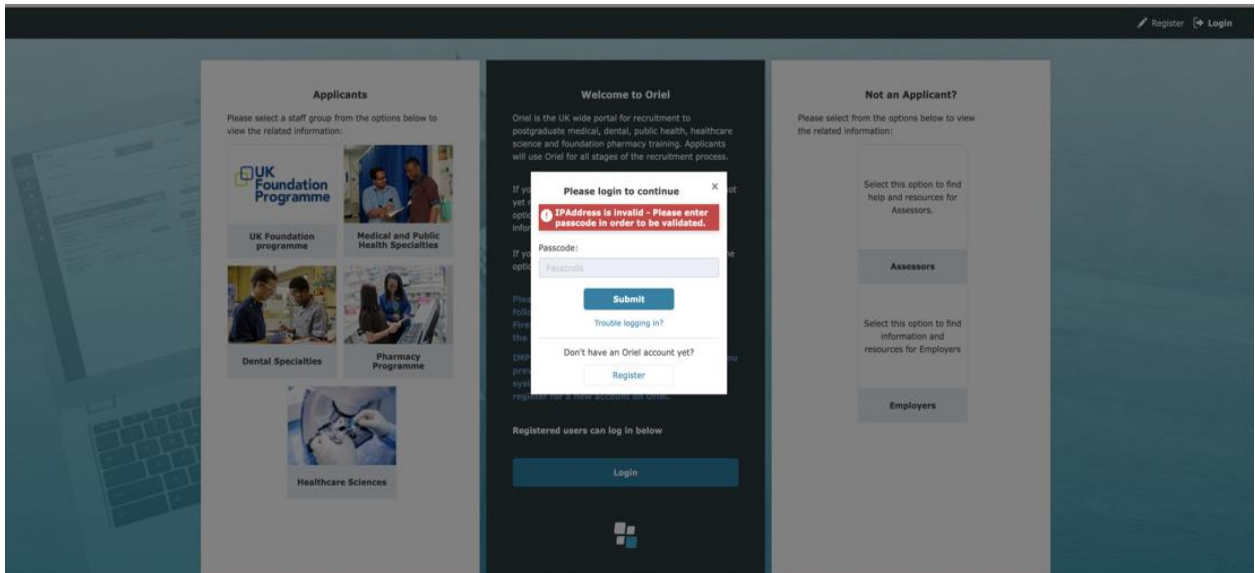 Register
Login
Applicants
Please select a staff group from the options below to
view the related information:
UK
Foundation
Programme
UK Foundation
programme
Medical and Public
Health Specialties
Dental Specialties
Pharmacy
Programme
Healthcare Sciences
Welcome to Oriel
Oriel is the UK wide portal for recruitment to
postgraduate medical, dental, public health, healthcare
science and foundation pharmacy training. Applicants
will use Oriel for all stages of the recruitment process.
If
Please login to continue
x
IPAddress is invalid - Please enter
passcode in order to be validated.
Passcode:
Passcode
Submit
Trouble logging in?
Don't have an Oriel account yet?
Register
register for a new account on Oriel.
Registered users can log in below
Login
Not an Applicant?
Please select from the options below to view
the related information:
Select this option to find
help and resources for
Assessors.
Assessors
Select this option to find
information and
resources for Employers
Employers